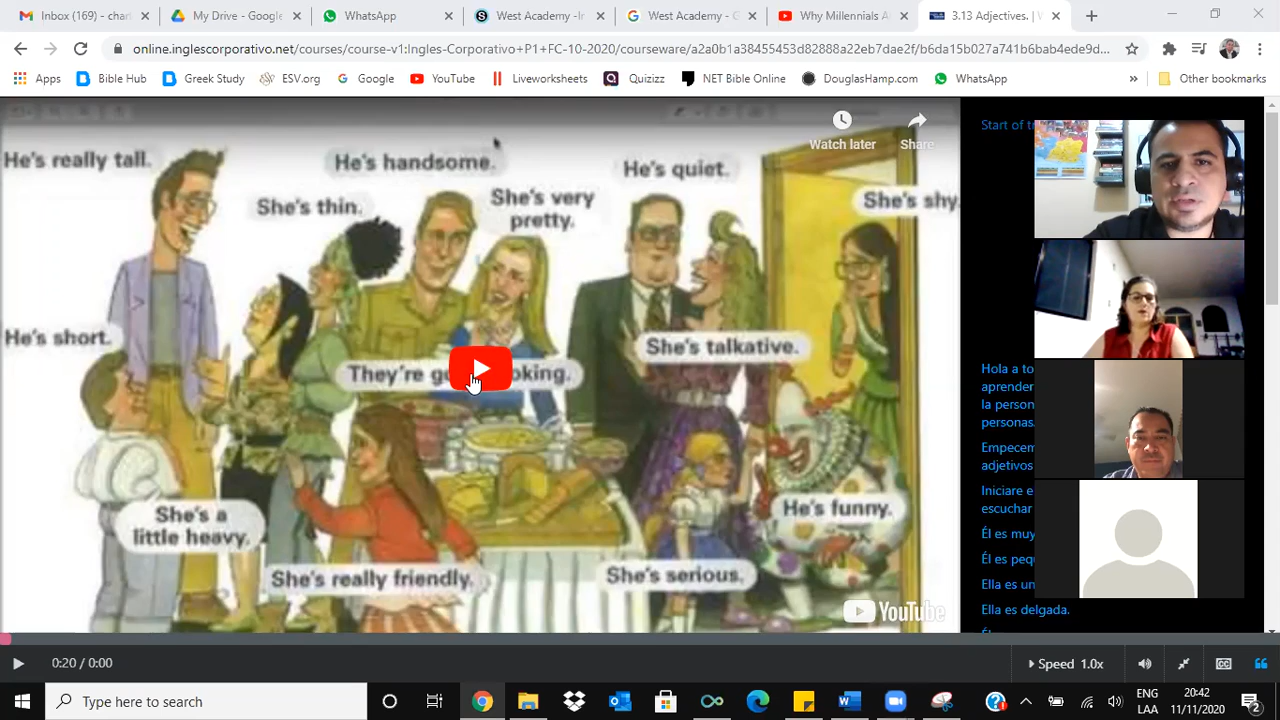 Inbox (169) - char
My Drive - Google
WhatsApp
West Academy - In
West Academy - G
Why Millennials A
3.13 Adjectives. | V
online.inglescorporativo.net/courses/course-v1:Ingles-Corporativo+P1+FC-10-2020/courseware/a2a0b1a38455453d82888a22eb7dae2f/b6da15b027a741b6bab4ede9d...
Apps
Bible Hub
Greek Study
ESV.org
Google
YouTube
Liveworksheets
Quizizz
NET Bible Online
DouglasHamp.com
WhatsApp
»
Other bookmarks
Watch later
Share
He's really tall.
He's handsome.
He's quiet.
She's thin.
She's very
pretty.
She's shy.
He's short.
They're go oking.
She's talkative.
She's a
little heavy.
He's funny.
She's really friendly.
She's serious.
YouTube
Start of t
Hola a to
aprender
la person
personas
Empecem
adjetivos
Iniciare e
escuchar
Él es muy
Él es peq
Ella es un
Ella es delgada.
0:20 / 0:00
Speed 1.0x
Type here to search
ENG
LAA
20:42
11/11/2020
2